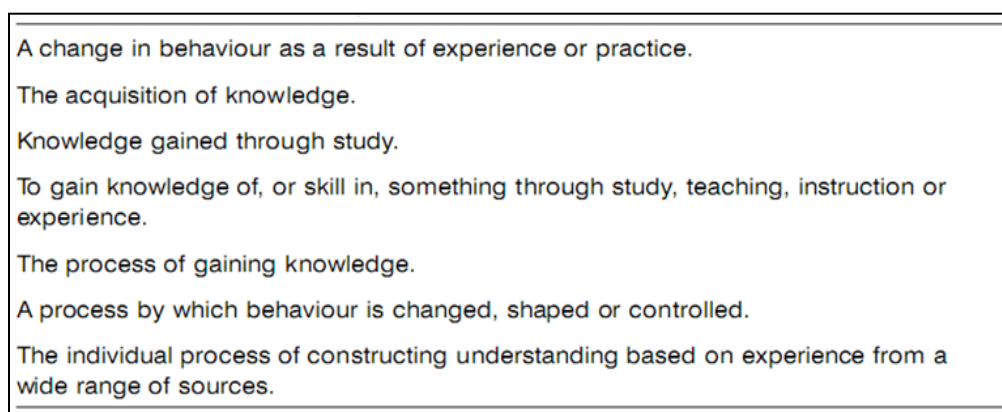 A change in behaviour as a result of experience or practice.
The acquisition of knowledge.
Knowledge gained through study.
To gain knowledge of, or skill in, something through study, teaching, instruction or
experience.
The process of gaining knowledge.
A process by which behaviour is changed, shaped or controlled.
The individual process of constructing understanding based on experience from a
wide range of sources.